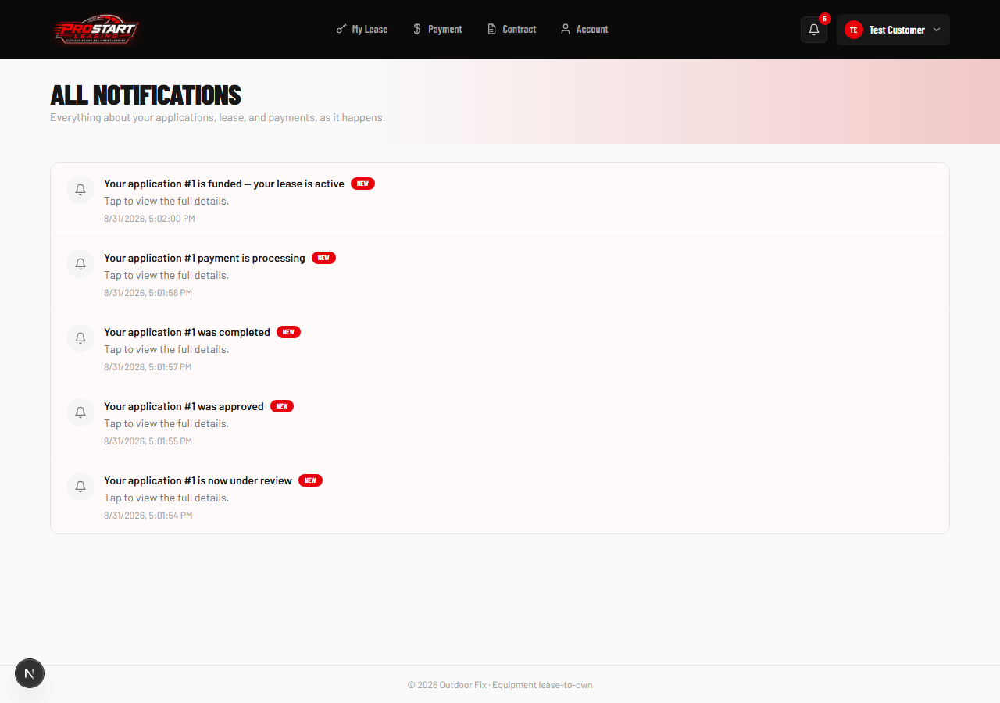 PROSTART
LEASING
My Lease
Payment
Contract
Account
5
TE
Test Customer
ALL NOTIFICATIONS
Everything about your applications, lease, and payments, as it happens.
Your application #1 is funded — your lease is active NEW
Tap to view the full details.
8/31/2026, 5:02:00 PM
Your application #1 payment is processing NEW
Tap to view the full details.
8/31/2026, 5:01:58 PM
Your application #1 was completed NEW
Tap to view the full details.
8/31/2026, 5:01:57 PM
Your application #1 was approved NEW
Tap to view the full details.
8/31/2026, 5:01:55 PM
Your application #1 is now under review NEW
Tap to view the full details.
8/31/2026, 5:01:54 PM
N
© 2026 Outdoor Fix · Equipment lease-to-own